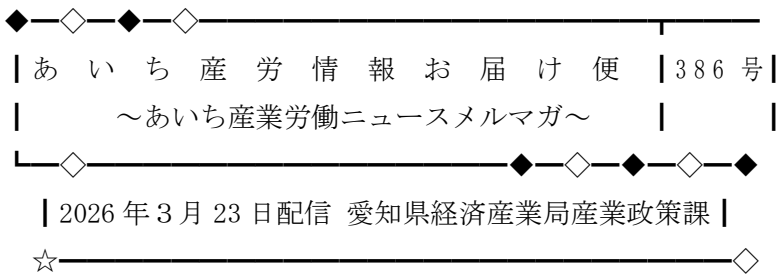 あいち産労情報お届け便 386号
～あいち産業労働ニュースメルマガ～
2026年３月23日配信 愛知県経済産業局産業政策課